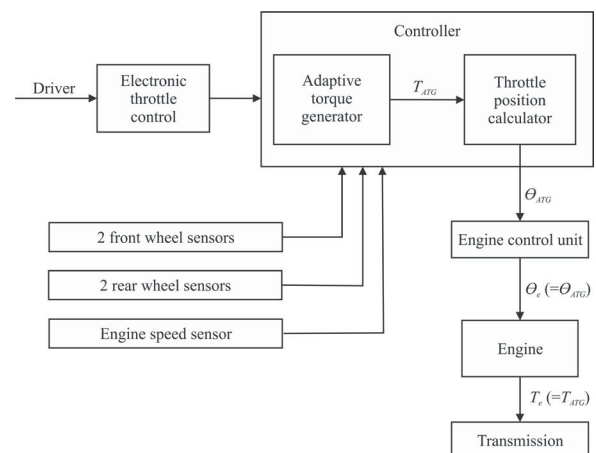 Controller
Driver
Electronic
throttle
control
Adaptive
torque
generator
T_ATG
Throttle
position
calculator
Θ_ATG
2 front wheel sensors
Engine control unit
2 rear wheel sensors
Θ_e (=Θ_ATG)
Engine speed sensor
Engine
T_e (=T_ATG)
Transmission